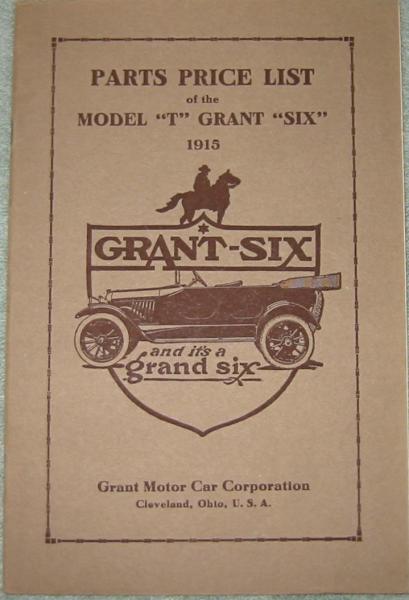 PARTS PRICE LIST
of the
MODEL "T" GRANT "SIX"
1915
GRANT-SIX
and it's a
grand six
Grant Motor Car Corporation
Cleveland, Ohio, U. S. A.